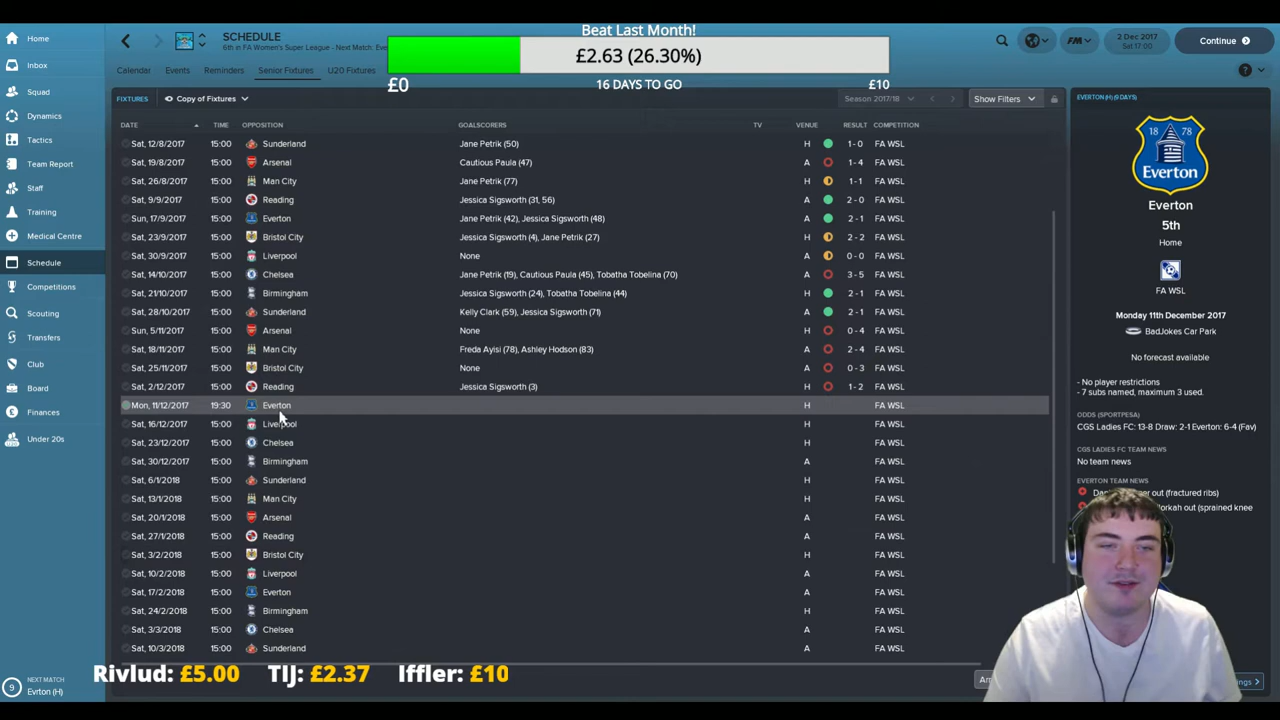 Beat Last Month!
£2.63 (26.30%)
£0
16 DAYS TO GO
£10
SCHEDULE
6th in FA Women's Super League - Next Match: Eve
2 Dec 2017
Sat 17:00
Continue
Calendar Events Reminders Senior Fixtures U20 Fixtures
Home
Inbox
Squad
Dynamics
Tactics
Team Report
Staff
Training
Medical Centre
Schedule
Competitions
Scouting
Transfers
Club
Board
Finances
Under 20s
NEXT MATCH
9 Evrton (H)
FIXTURES Copy of Fixtures Season 2017/18 Show Filters
DATE TIME OPPOSITION GOALSCORERS TV VENUE RESULT COMPETITION
Sat, 12/8/2017 15:00 Sunderland Jane Petrik (50) H 1 - 0 FA WSL
Sat, 19/8/2017 15:00 Arsenal Cautious Paula (47) A 1 - 4 FA WSL
Sat, 26/8/2017 15:00 Man City Jane Petrik (77) H 1 - 1 FA WSL
Sat, 9/9/2017 15:00 Reading Jessica Sigsworth (31, 56) A 2 - 0 FA WSL
Sun, 17/9/2017 15:00 Everton Jane Petrik (42), Jessica Sigsworth (48) A 2 - 1 FA WSL
Sat, 23/9/2017 15:00 Bristol City Jessica Sigsworth (4), Jane Petrik (27) H 2 - 2 FA WSL
Sat, 30/9/2017 15:00 Liverpool None A 0 - 0 FA WSL
Sat, 14/10/2017 15:00 Chelsea Jane Petrik (19), Cautious Paula (45), Tobatha Tobelina (70) A 3 - 5 FA WSL
Sat, 21/10/2017 15:00 Birmingham Jessica Sigsworth (24), Tobatha Tobelina (44) H 2 - 1 FA WSL
Sat, 28/10/2017 15:00 Sunderland Kelly Clark (59), Jessica Sigsworth (71) A 2 - 1 FA WSL
Sun, 5/11/2017 15:00 Arsenal None H 0 - 4 FA WSL
Sat, 18/11/2017 15:00 Man City Freda Ayisi (78), Ashley Hodson (83) A 2 - 4 FA WSL
Sat, 25/11/2017 15:00 Bristol City None A 0 - 3 FA WSL
Sat, 2/12/2017 15:00 Reading Jessica Sigsworth (3) H 1 - 2 FA WSL
Mon, 11/12/2017 19:30 Everton H FA WSL
Sat, 16/12/2017 15:00 Liverpool H FA WSL
Sat, 23/12/2017 15:00 Chelsea H FA WSL
Sat, 30/12/2017 15:00 Birmingham A FA WSL
Sat, 6/1/2018 15:00 Sunderland H FA WSL
Sat, 13/1/2018 15:00 Man City H FA WSL
Sat, 20/1/2018 15:00 Arsenal A FA WSL
Sat, 27/1/2018 15:00 Reading A FA WSL
Sat, 3/2/2018 15:00 Bristol City H FA WSL
Sat, 10/2/2018 15:00 Liverpool A FA WSL
Sat, 17/2/2018 15:00 Everton A FA WSL
Sat, 24/2/2018 15:00 Birmingham H FA WSL
Sat, 3/3/2018 15:00 Chelsea A FA WSL
Sat, 10/3/2018 15:00 Sunderland A FA WSL
EVERTON (H) (9 DAYS)
18 78
Everton
Everton
5th
Home
FA WSL
Monday 11th December 2017
BadJokes Car Park
No forecast available
- No player restrictions
- 7 subs named, maximum 3 used.
ODDS (SPORTPESA)
CGS Ladies FC: 13-8 Draw: 2-1 Everton: 6-4 (Fav)
CGS LADIES FC TEAM NEWS
No team news
EVERTON TEAM NEWS
out (fractured ribs)
out (sprained knee
Rivlud: £5.00 TIJ: £2.37 Iffler: £10